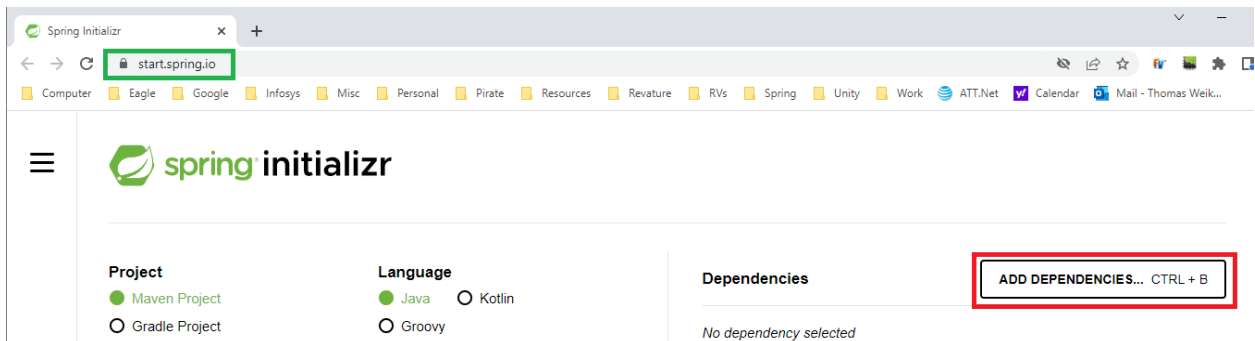 Spring Initializr
start.spring.io
Computer Eagle Google Infosys Misc Personal Pirate Resources Revature RVs Spring Unity Work ATT.Net Calendar Mail - Thomas Weik...
spring initializr
Project Language Dependencies ADD DEPENDENCIES... CTRL + B
Maven Project Java Kotlin
Gradle Project Groovy No dependency selected